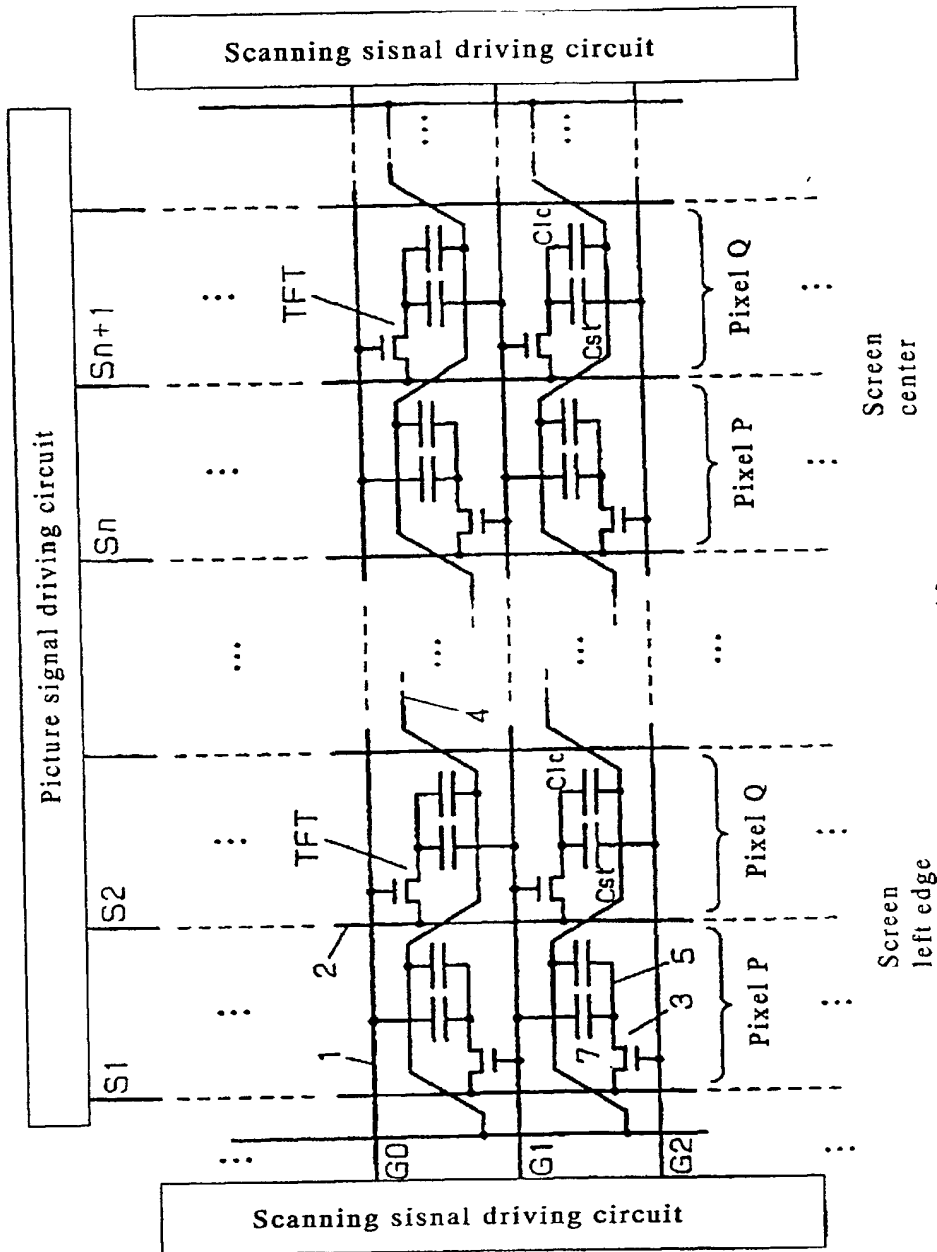 Picture signal driving circuit
S1
S2
Sn
Sn+1
...
...
...
...
...
1
2
TFT
TFT
Scanning sisnal driving circuit
Scanning sisnal driving circuit
...
G0
4
...
...
G1
Clc
Clc
...
...
7
Cst
Cst
5
3
G2
...
Pixel P
Pixel Q
Pixel P
Pixel Q
...
...
...
...
...
Screen
left edge
Screen
center